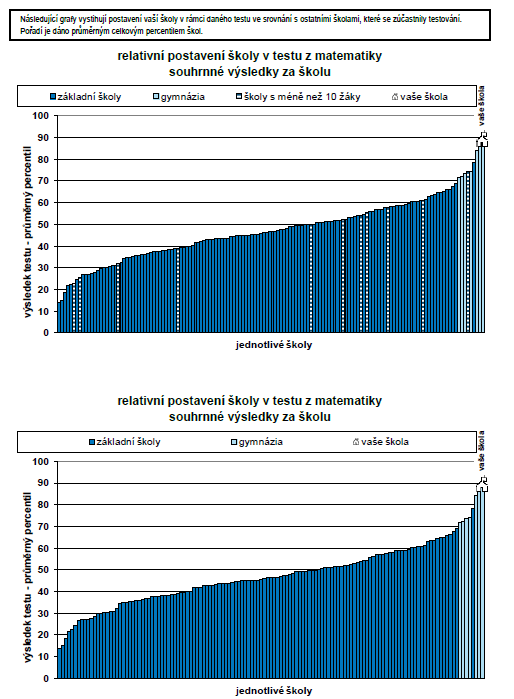 Následující grafy vystihují postavení vaší školy v rámci daného testu ve srovnání s ostatními školami, které se zúčastnily testování.
Pořadí je dáno průměrným celkovým percentilem škol.
relativní postavení školy v testu z matematiky
souhrnné výsledky za školu
základní školy gymnázia školy s méně než 10 žáky vaše škola
vaše škola
výsledek testu - průměrný percentil
100
90
80
70
60
50
40
30
20
10
0
jednotlivé školy
relativní postavení školy v testu z matematiky
souhrnné výsledky za školu
základní školy gymnázia vaše škola
vaše škola
výsledek testu - průměrný percentil
100
90
80
70
60
50
40
30
20
10
0
jednotlivé školy